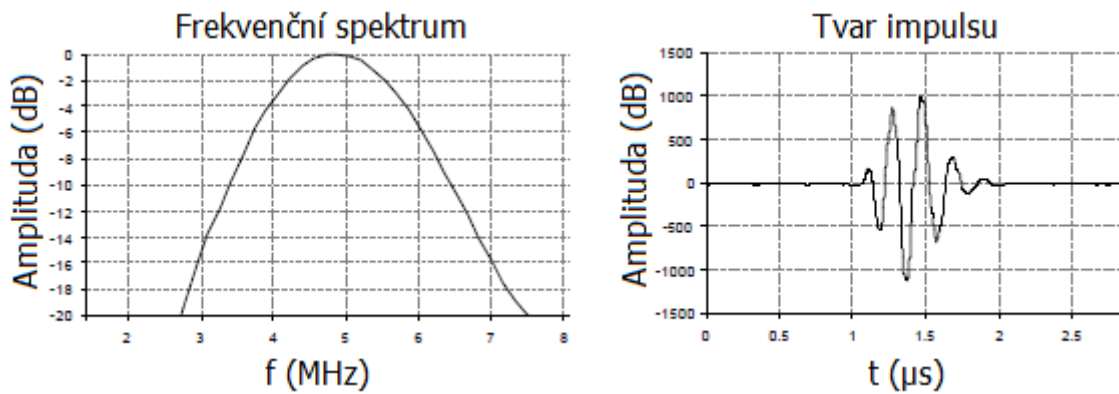 Frekvenční spektrum
Amplituda (dB)
0
-2
-4
-6
-8
-10
-12
-14
-16
-18
-20
2 3 4 5 6 7 8
f (MHz)
Tvar impulsu
Amplituda (dB)
1500
1000
500
0
-500
-1000
-1500
0 0.5 1 1.5 2 2.5
t (µs)